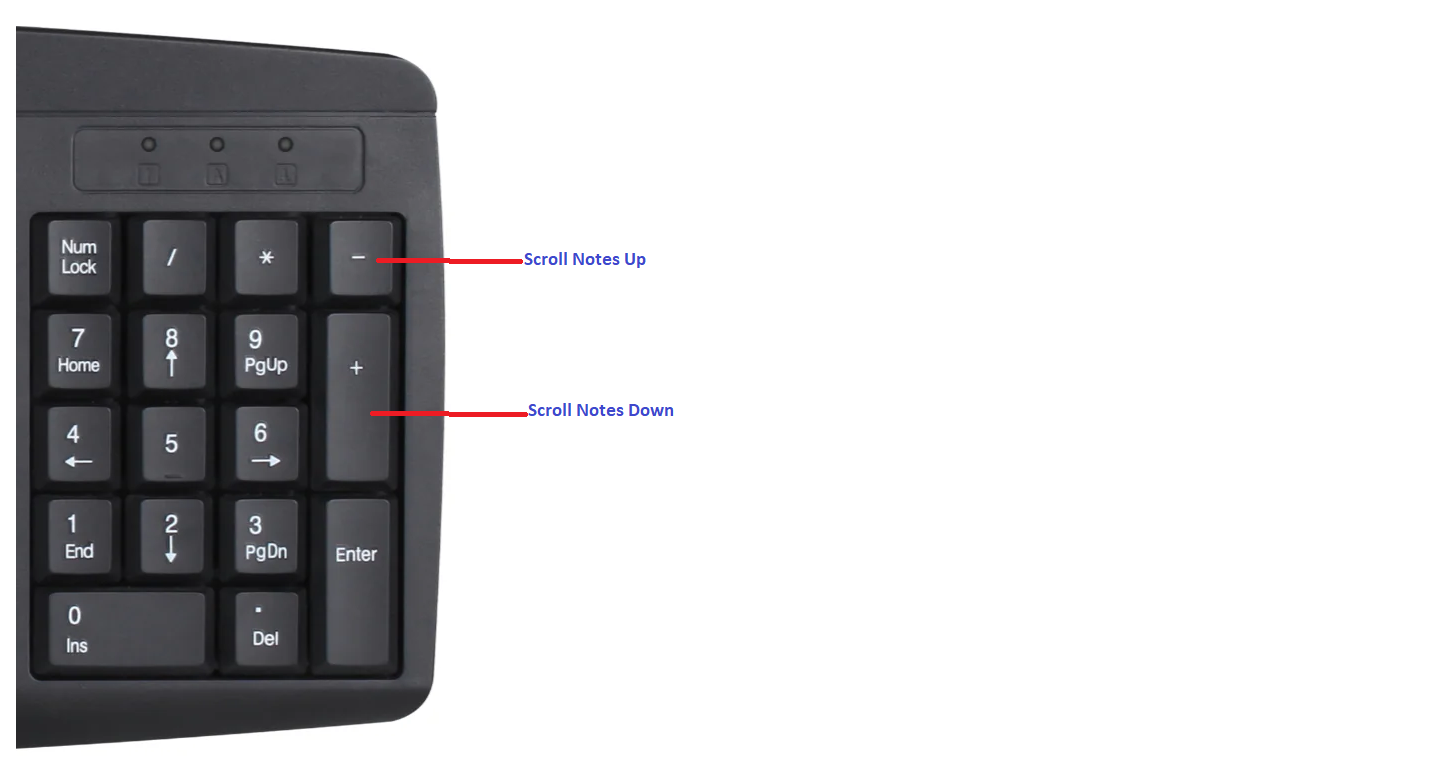 Num
Lock
/
*
-
Scroll Notes Up
7
Home
8
↑
9
PgUp
+
4
←
5
6
→
Scroll Notes Down
1
End
2
↓
3
PgDn
Enter
0
Ins
.
Del